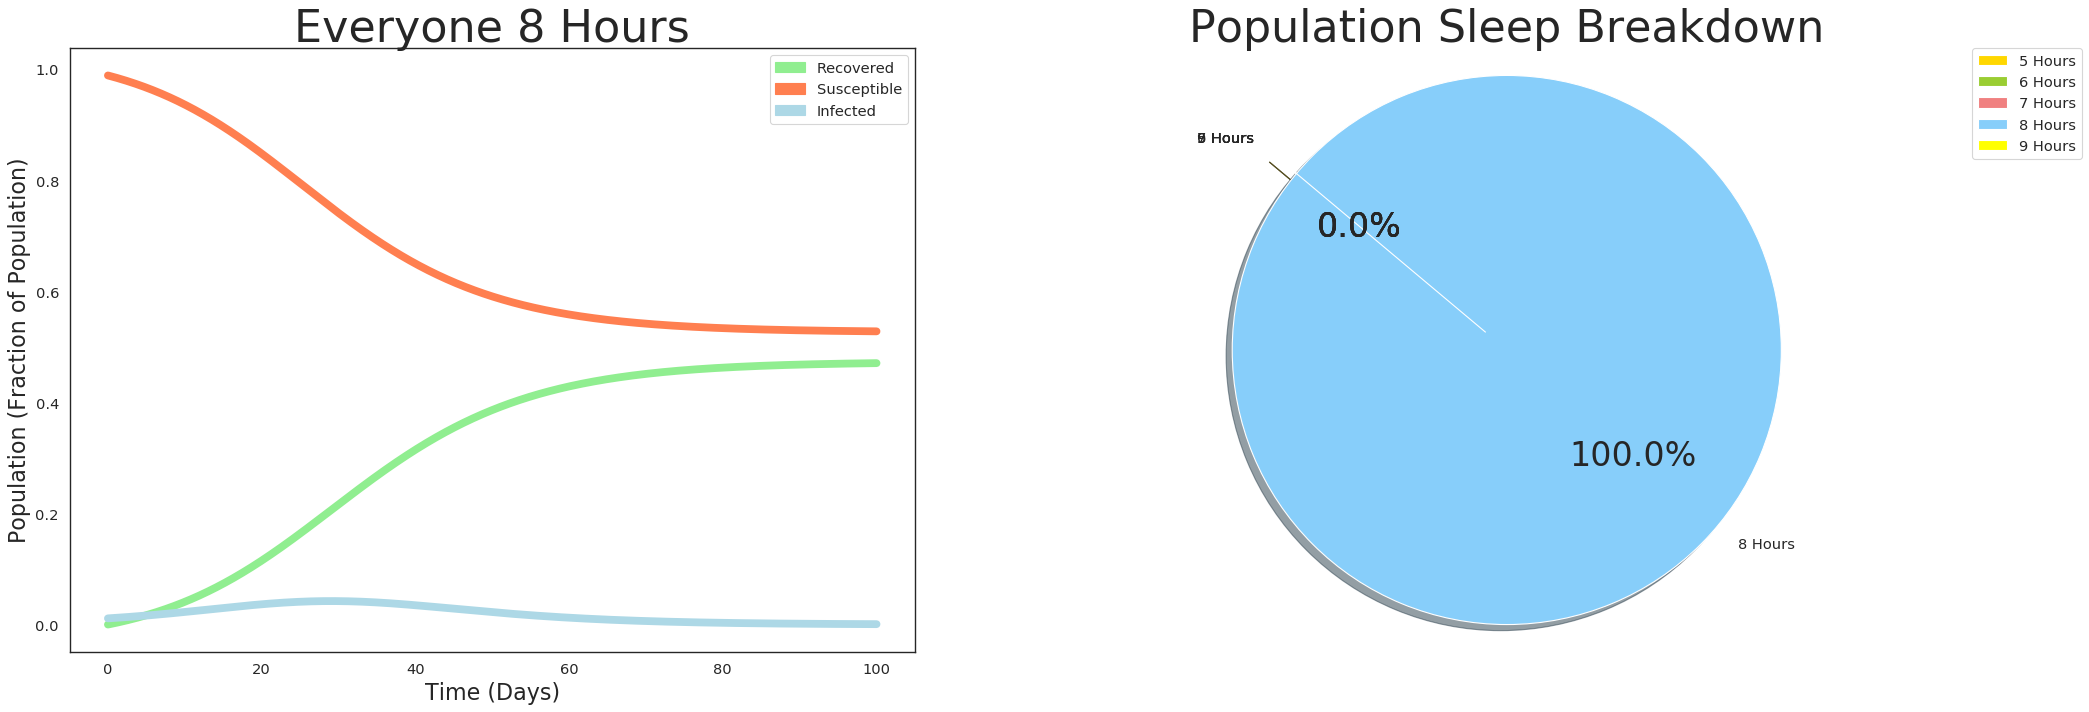 Everyone 8 Hours
Population (Fraction of Population)
1.0
0.8
0.6
0.4
0.2
0.0
0
20
40
60
80
100
Time (Days)
Recovered
Susceptible
Infected
Population Sleep Breakdown
Hours
0.0%
100.0%
8 Hours
5 Hours
6 Hours
7 Hours
8 Hours
9 Hours